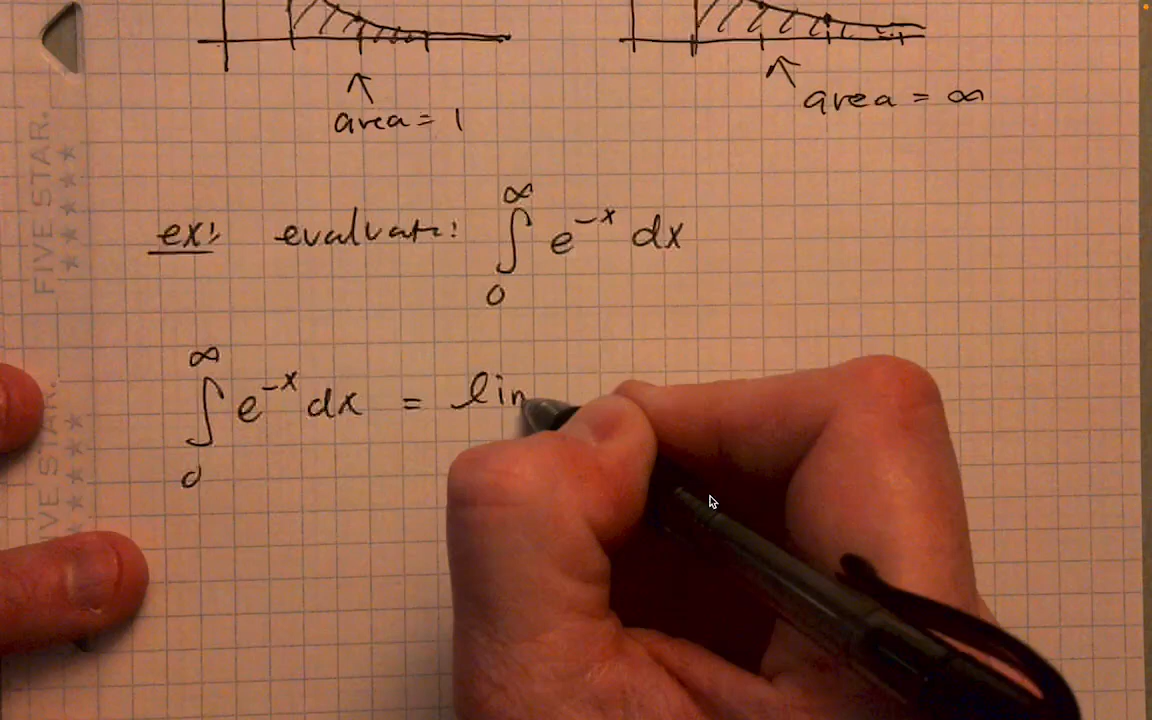 area = 1
area = ∞
ex: evaluate: ∫₀^∞ e^{-x} dx
∫₀^∞ e^{-x} dx = lim
FIVE STAR.
FIVE STAR.